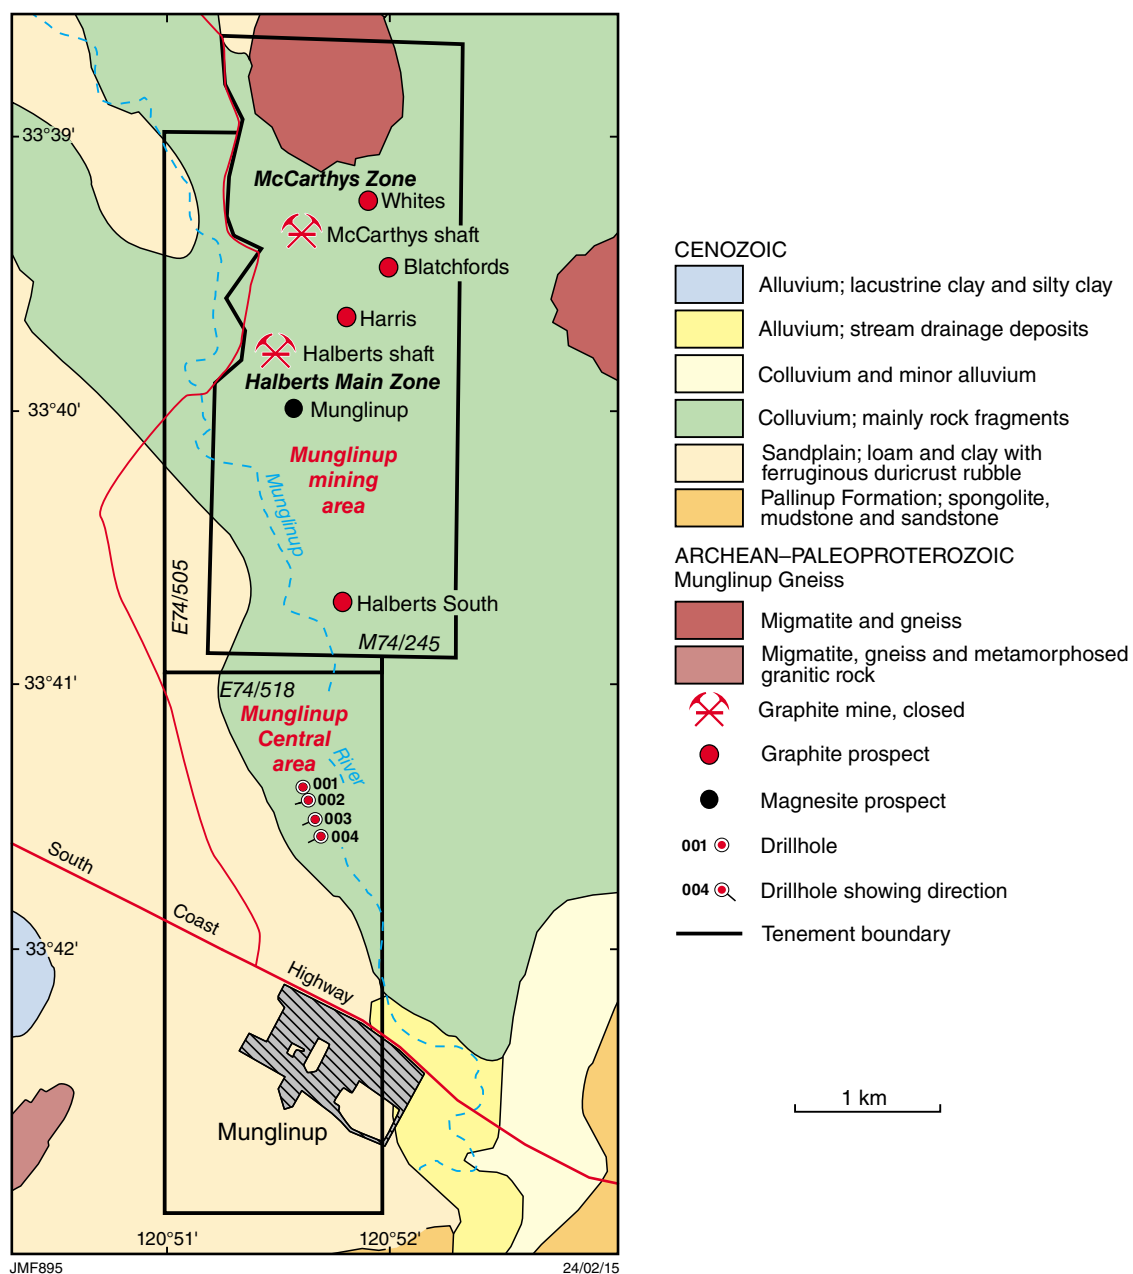 33°39'
33°40'
33°41'
33°42'
120°51'
120°52'
McCarthys Zone
Whites
McCarthys shaft
Blatchfords
Harris
Halberts shaft
Halberts Main Zone
Munglinup
Munglinup
mining
area
Munglinup
E74/505
Halberts South
M74/245
E74/518
Munglinup
Central
area
River
001
002
003
004
South
Coast
Highway
Munglinup
JMF895
24/02/15
CENOZOIC
Alluvium; lacustrine clay and silty clay
Alluvium; stream drainage deposits
Colluvium and minor alluvium
Colluvium; mainly rock fragments
Sandplain; loam and clay with
ferruginous duricrust rubble
Pallinup Formation; spongolite,
mudstone and sandstone
ARCHEAN–PALEOPROTEROZOIC
Munglinup Gneiss
Migmatite and gneiss
Migmatite, gneiss and metamorphosed
granitic rock
Graphite mine, closed
Graphite prospect
Magnesite prospect
001 Drillhole
004 Drillhole showing direction
Tenement boundary
1 km